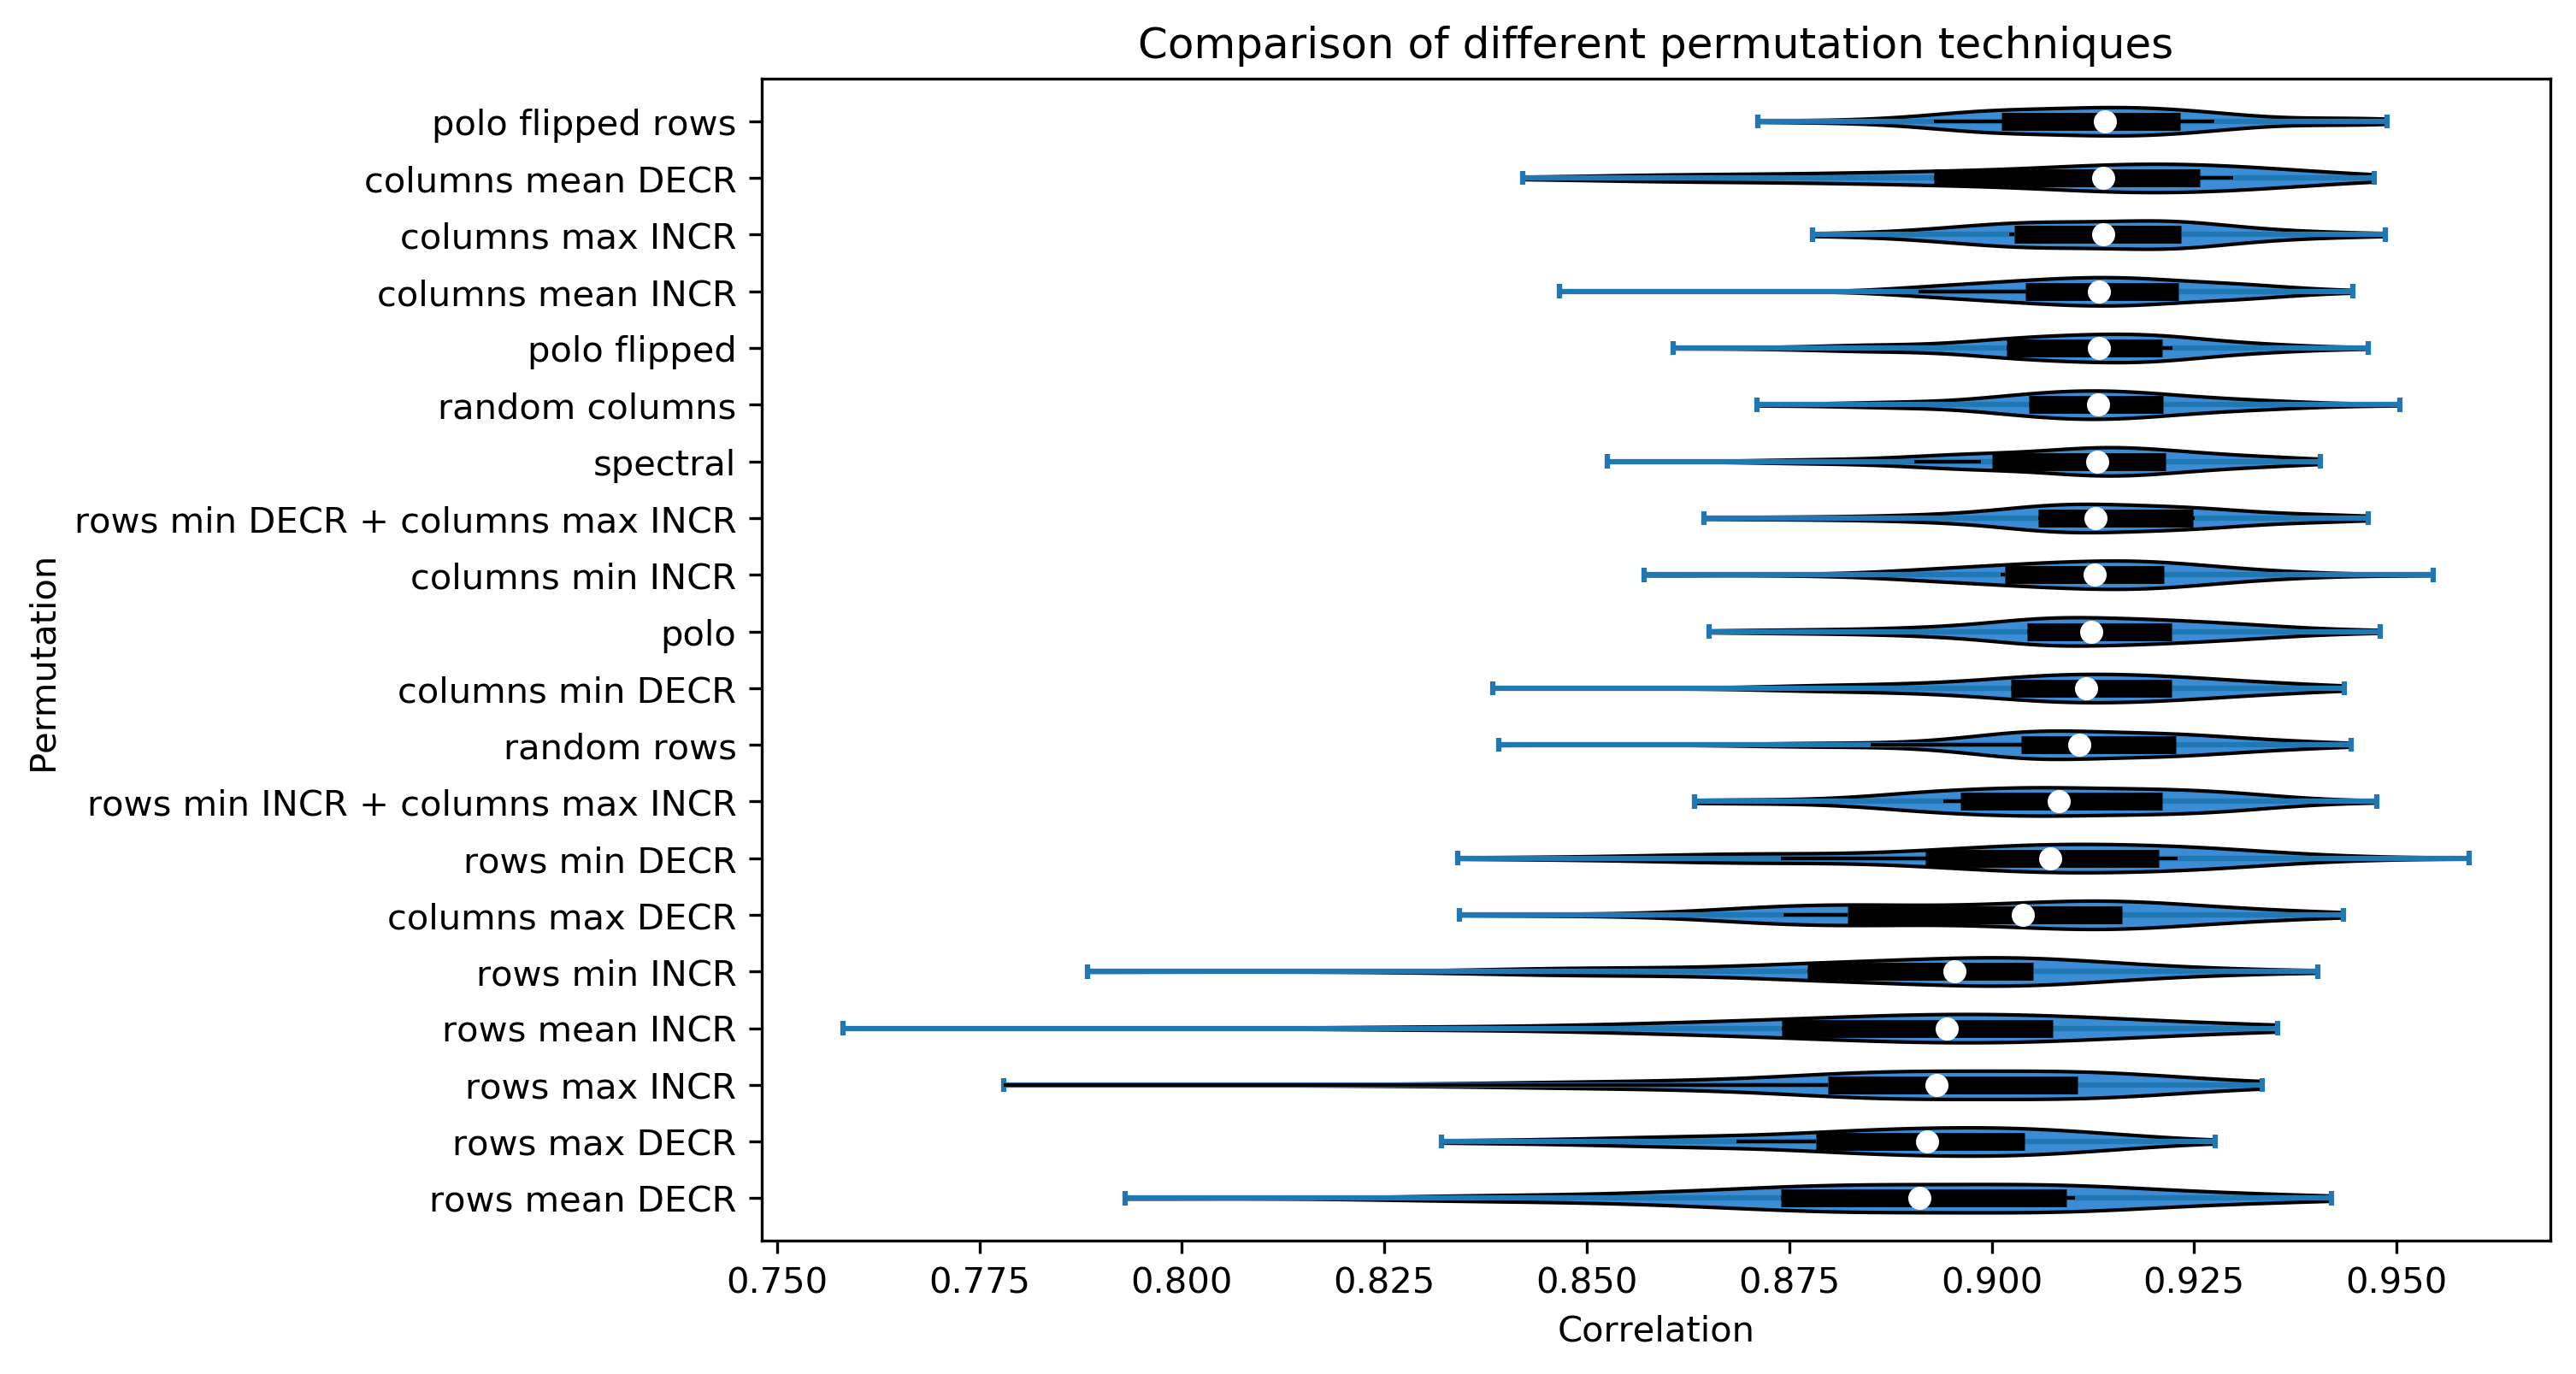 Comparison of different permutation techniques
Permutation
polo flipped rows
columns mean DECR
columns max INCR
columns mean INCR
polo flipped
random columns
spectral
rows min DECR + columns max INCR
columns min INCR
polo
columns min DECR
random rows
rows min INCR + columns max INCR
rows min DECR
columns max DECR
rows min INCR
rows mean INCR
rows max INCR
rows max DECR
rows mean DECR
0.750 0.775 0.800 0.825 0.850 0.875 0.900 0.925 0.950
Correlation